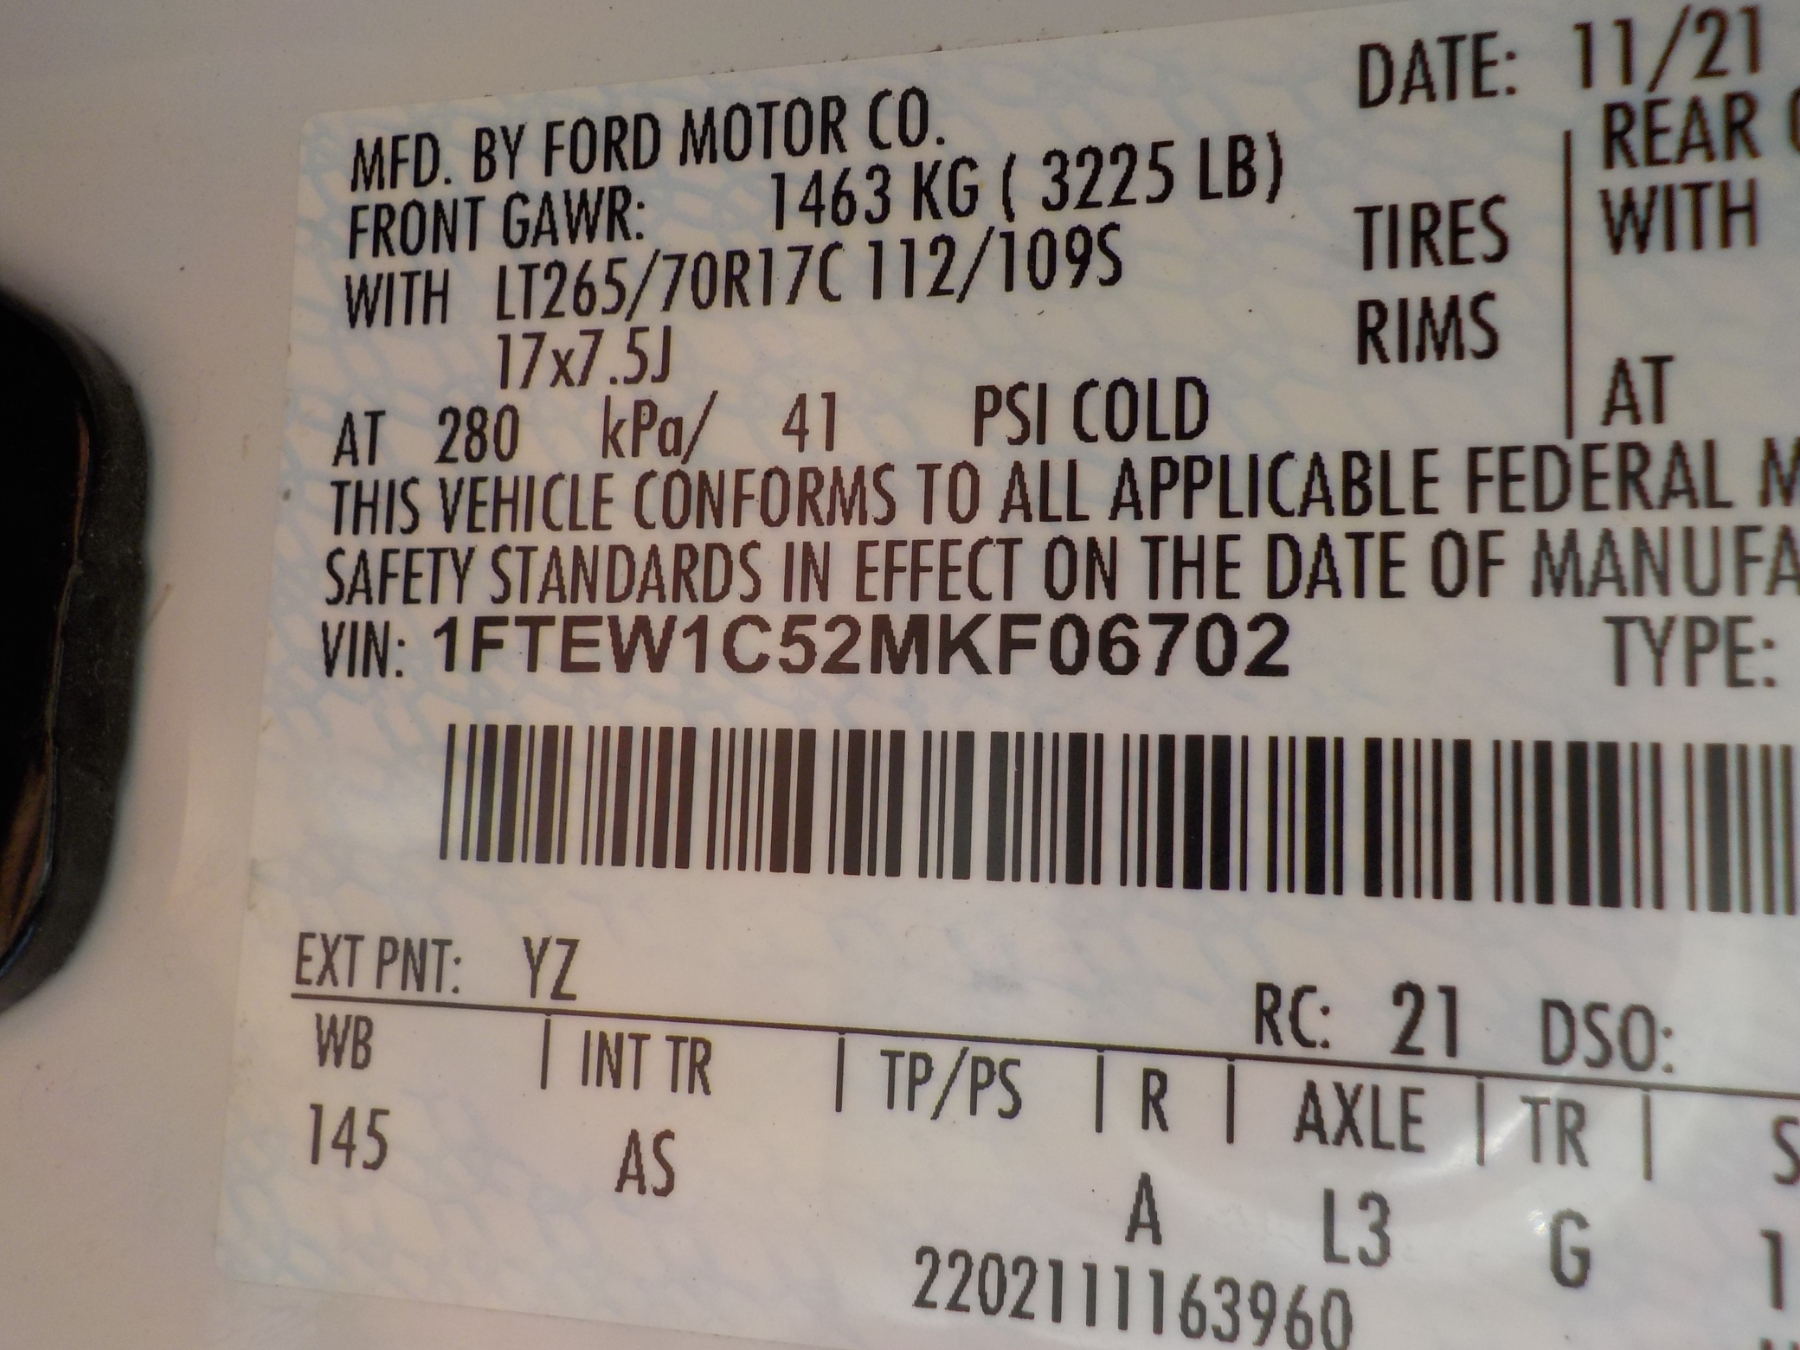 DATE: 11/21
MFD. BY FORD MOTOR CO.
FRONT GAWR: 1463 KG ( 3225 LB)
REAR
WITH LT265/70R17C 112/109S TIRES WITH
17x7.5J RIMS
AT 280 kPa/ 41 PSI COLD AT
THIS VEHICLE CONFORMS TO ALL APPLICABLE FEDERAL
SAFETY STANDARDS IN EFFECT ON THE DATE OF
VIN: 1FTEW1C52MKF06702 TYPE:
EXT PNT: YZ RC: 21 DSO:
WB | INT TR | TP/PS | R | AXLE | TR |
145 AS A L3 G
2202111163960